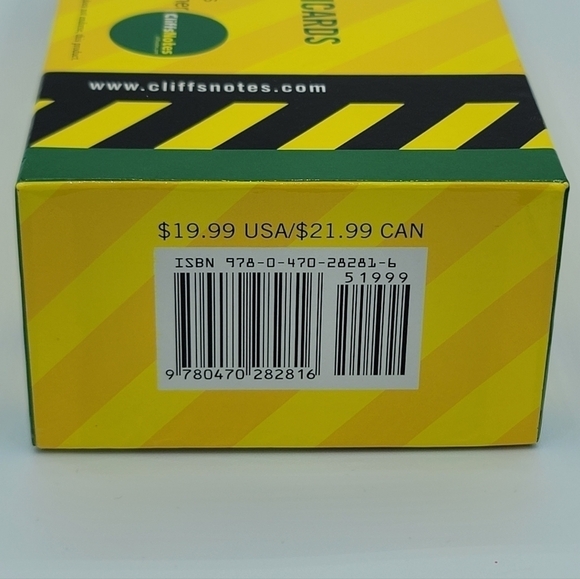 CARDS
CliffsNotes
www.cliffsnotes.com
$19.99 USA/$21.99 CAN
ISBN 978-0-470-28281-6
51999
9 780470 282816